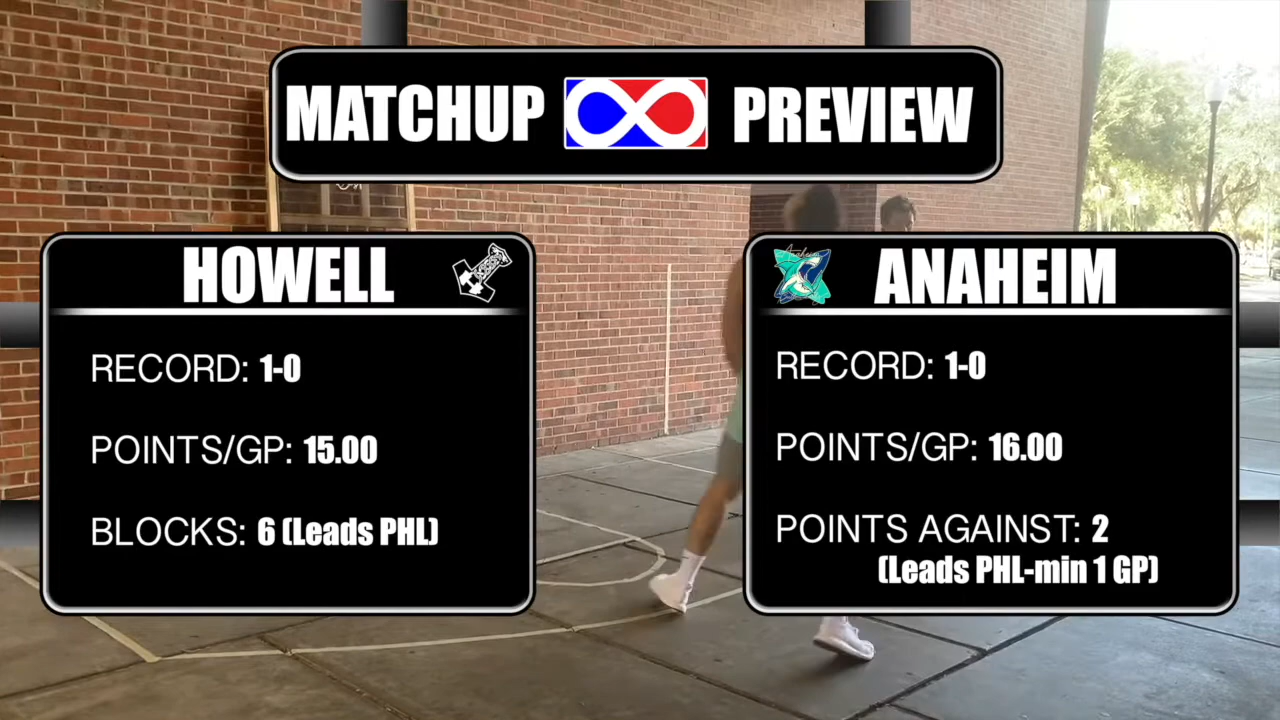 MATCHUP PREVIEW
HOWELL
RECORD: 1-0
POINTS/GP: 15.00
BLOCKS: 6 (Leads PHL)
ANAHEIM
RECORD: 1-0
POINTS/GP: 16.00
POINTS AGAINST: 2
(Leads PHL-min 1 GP)